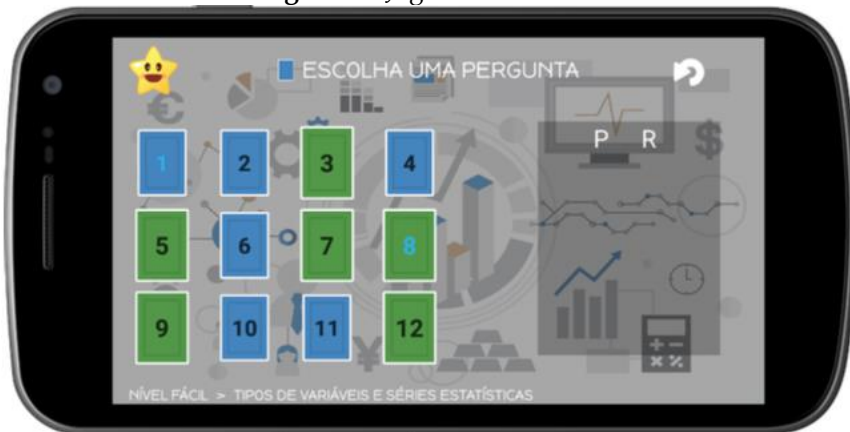 ESCOLHA UMA PERGUNTA
P R
1 2 3 4
5 6 7 8
9 10 11 12
NÍVEL FÁCIL > TIPOS DE VARIÁVEIS E SÉRIES ESTATÍSTICAS